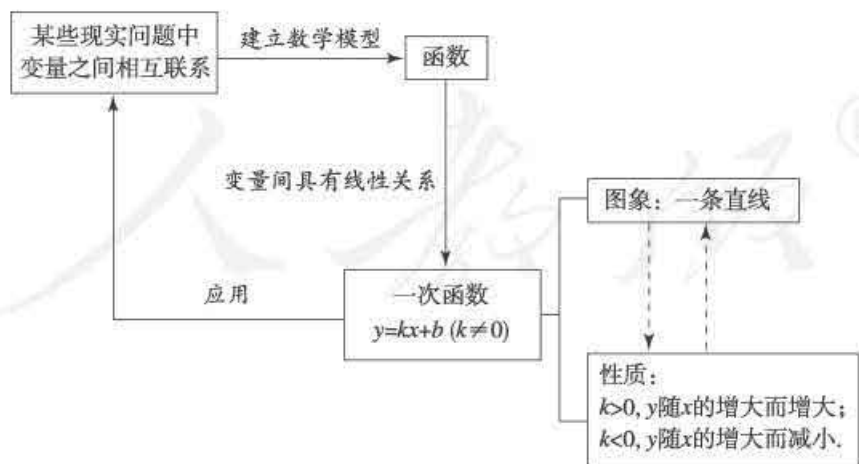 某些现实问题中
变量之间相互联系
建立数学模型
函数
变量间具有线性关系
图象：一条直线
应用
一次函数
y=kx+b (k≠0)
性质：
k>0, y随x的增大而增大；
k<0, y随x的增大而减小.
人教版